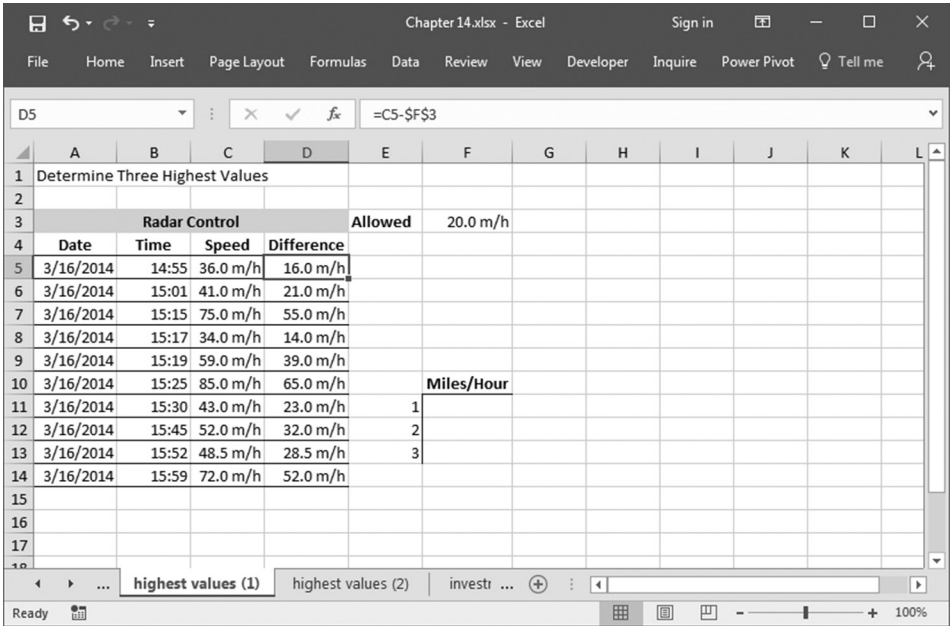 Chapter 14.xlsx - Excel Sign in
File Home Insert Page Layout Formulas Data Review View Developer Inquire Power Pivot Tell me
D5 fx =C5-$F$3
A B C D E F G H I J K L
1 Determine Three Highest Values
2
3 Radar Control Allowed 20.0 m/h
4 Date Time Speed Difference
5 3/16/2014 14:55 36.0 m/h 16.0 m/h
6 3/16/2014 15:01 41.0 m/h 21.0 m/h
7 3/16/2014 15:15 75.0 m/h 55.0 m/h
8 3/16/2014 15:17 34.0 m/h 14.0 m/h
9 3/16/2014 15:19 59.0 m/h 39.0 m/h
10 3/16/2014 15:25 85.0 m/h 65.0 m/h Miles/Hour
11 3/16/2014 15:30 43.0 m/h 23.0 m/h 1
12 3/16/2014 15:45 52.0 m/h 32.0 m/h 2
13 3/16/2014 15:52 48.5 m/h 28.5 m/h 3
14 3/16/2014 15:59 72.0 m/h 52.0 m/h
15
16
17
18
... highest values (1) highest values (2) investr ...
Ready 100%